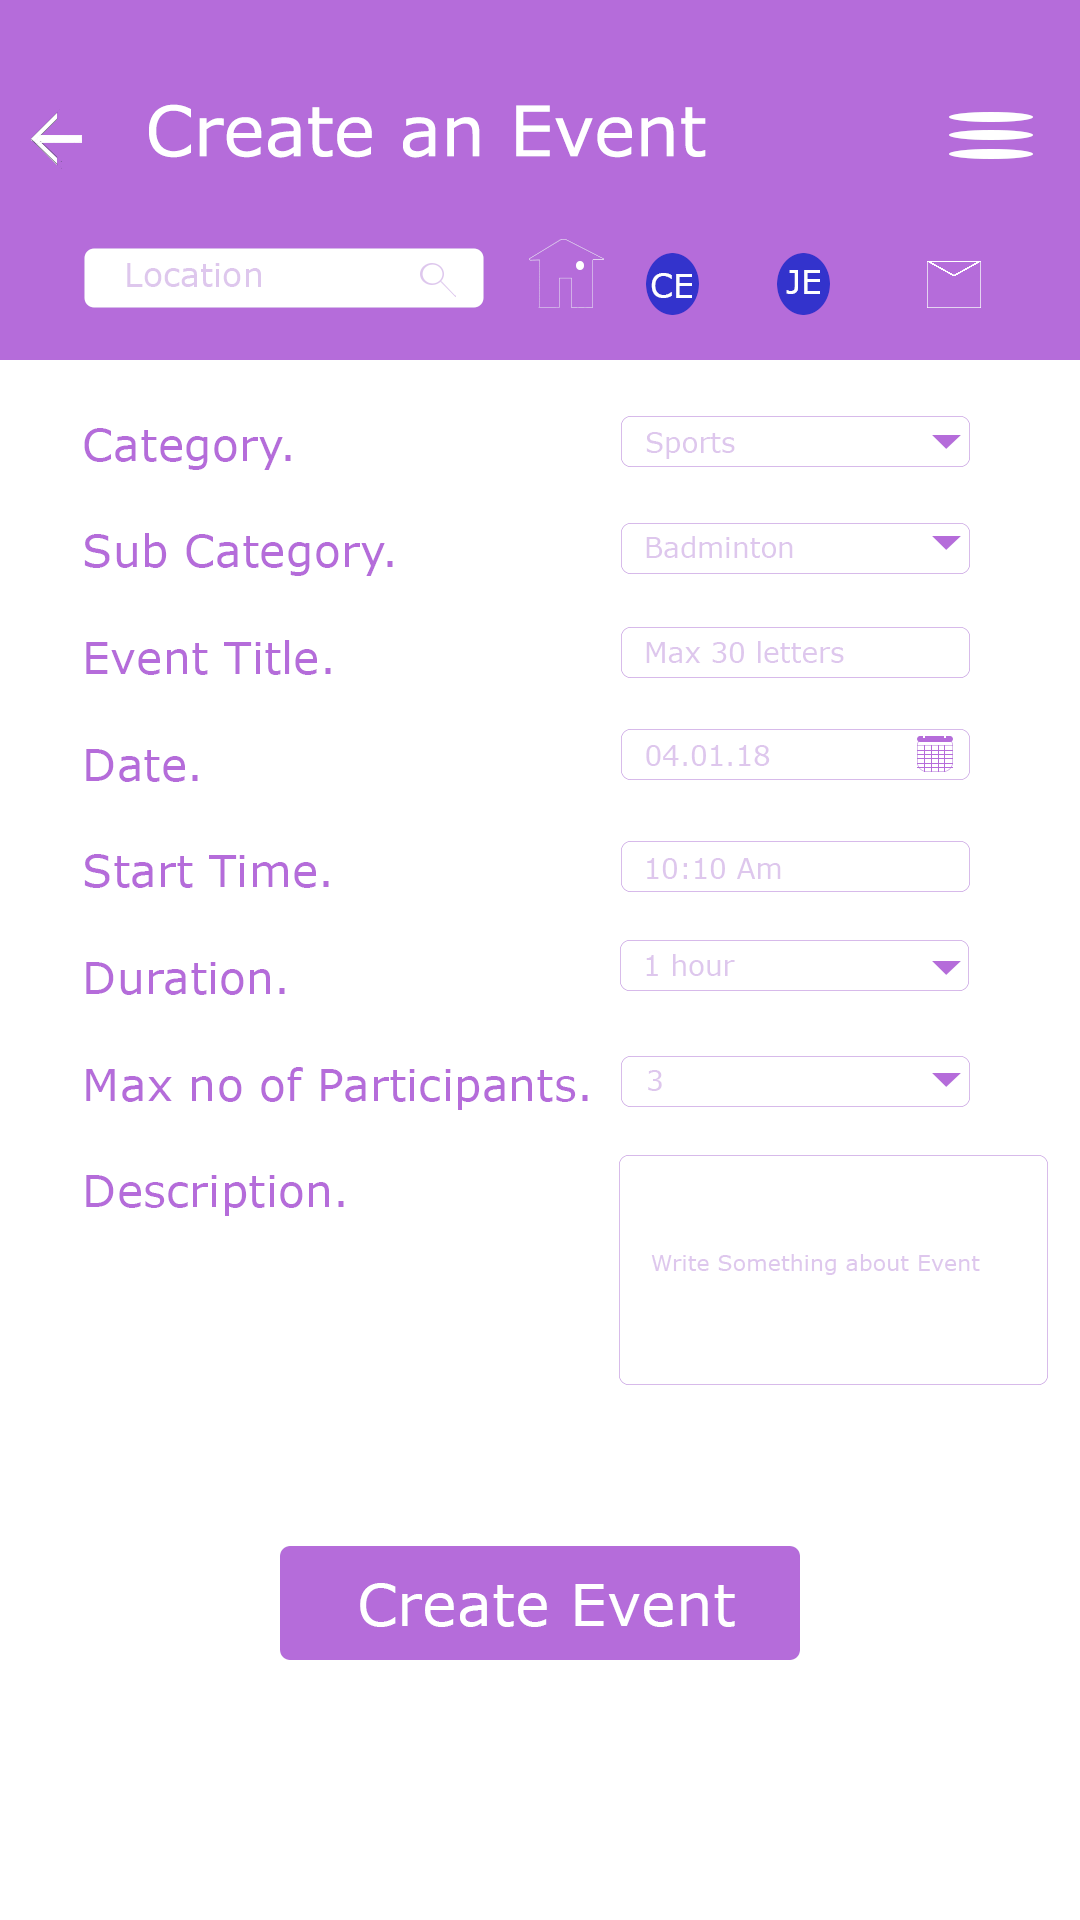 Create an Event
Location
CE
JE
Category.
Sports
Sub Category.
Badminton
Event Title.
Max 30 letters
Date.
04.01.18
Start Time.
10:10 Am
Duration.
1 hour
Max no of Participants.
3
Description.
Write Something about Event
Create Event